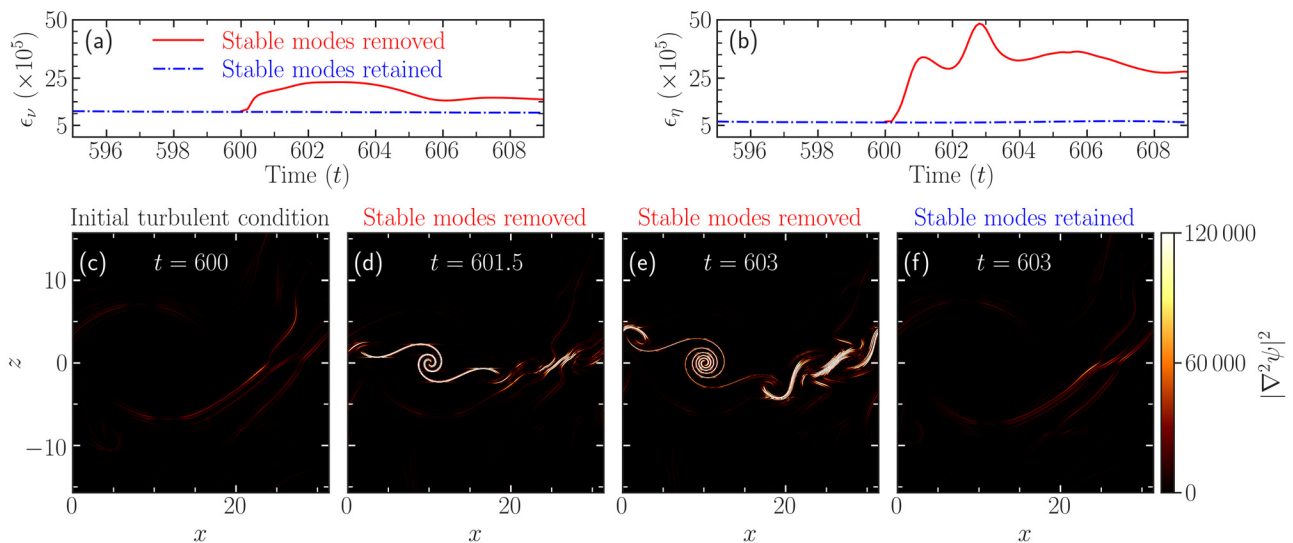 (a)
Stable modes removed
Stable modes retained
ϵ_ν (×10⁵)
50
25
5
596 598 600 602 604 606 608
Time (t)
(b)
ϵ_η (×10⁵)
50
25
5
596 598 600 602 604 606 608
Time (t)
Initial turbulent condition
Stable modes removed
Stable modes removed
Stable modes retained
(c) t = 600
(d) t = 601.5
(e) t = 603
(f) t = 603
z
10
0
−10
0 20
0 20
0 20
0 20
x
x
x
x
120 000
60 000
0
|∇²ψ|²